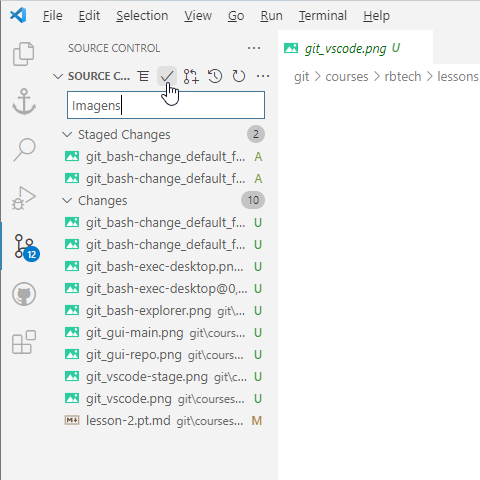 File Edit Selection View Go Run Terminal Help
SOURCE CONTROL ...
git_vscode.png U
SOURCE C... ...
git > courses > rbtech > lessons
Imagens
Staged Changes 2
git_bash-change_default_f... A
git_bash-change_default_f... A
Changes 10
git_bash-change_default_f... U
git_bash-change_default_f... U
git_bash-exec-desktop.pn... U
git_bash-exec-desktop@0,... U
git_bash-explorer.png git\... U
git_gui-main.png git\cours... U
git_gui-repo.png git\cours... U
git_vscode-stage.png git\c... U
git_vscode.png git\courses... U
lesson-2.pt.md git\courses... M
12